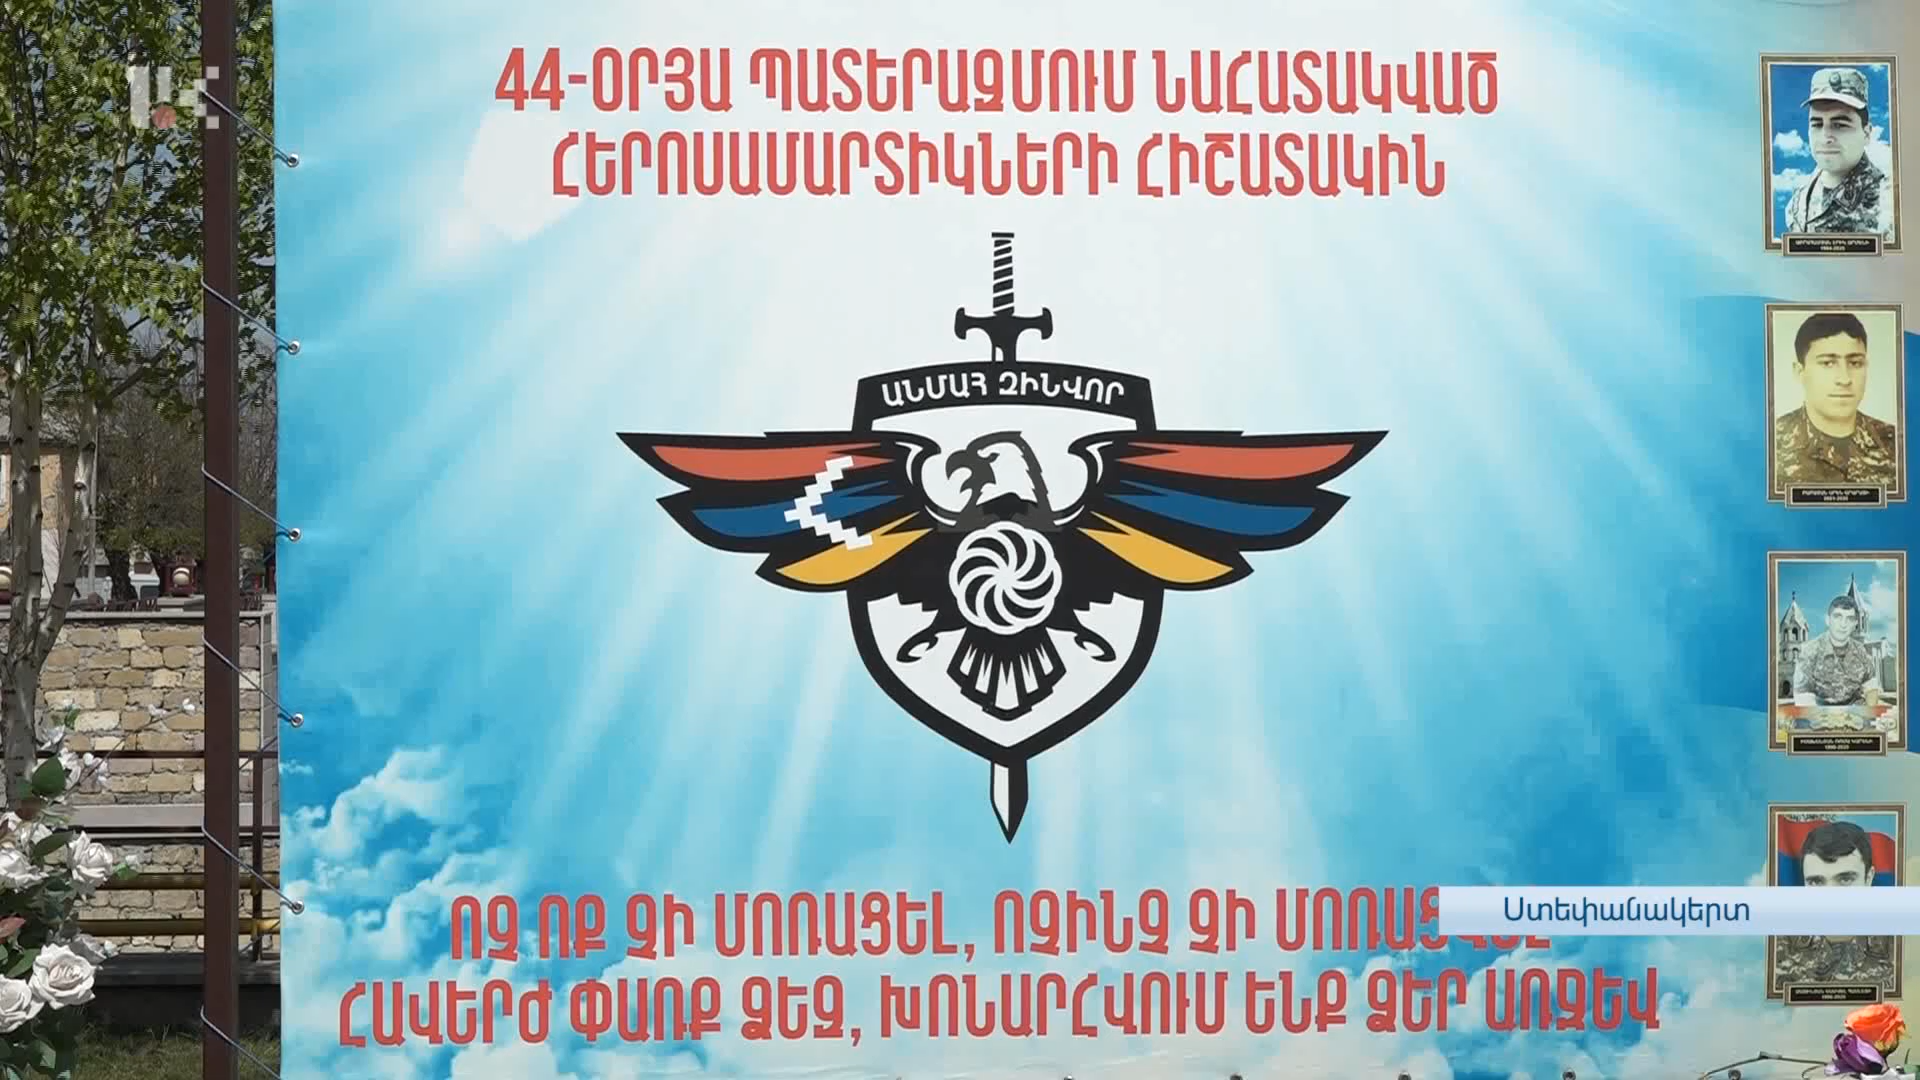 44-ՕՐՅԱ ՊԱՏԵՐԱԶՄՈՒՄ ՆԱՀԱՏԱԿՎԱԾ
ՀԵՐՈՍԱՄԱՐՏԻԿՆԵՐԻ ՀԻՇԱՏԱԿԻՆ
ԱՆՄԱՀ ԶԻՆՎՈՐ
ՈՉ ՈՔ ՉԻ ՄՈՌԱՑԵԼ, ՈՉԻՆՉ ՉԻ
ՀԱՎԵՐԺ ՓԱՌՔ ՁԵԶ, ԽՈՆԱՐՀՎՈՒՄ ԵՆՔ ՁԵՐ ԱՌՋԵՎ
Ստեփանակերտ